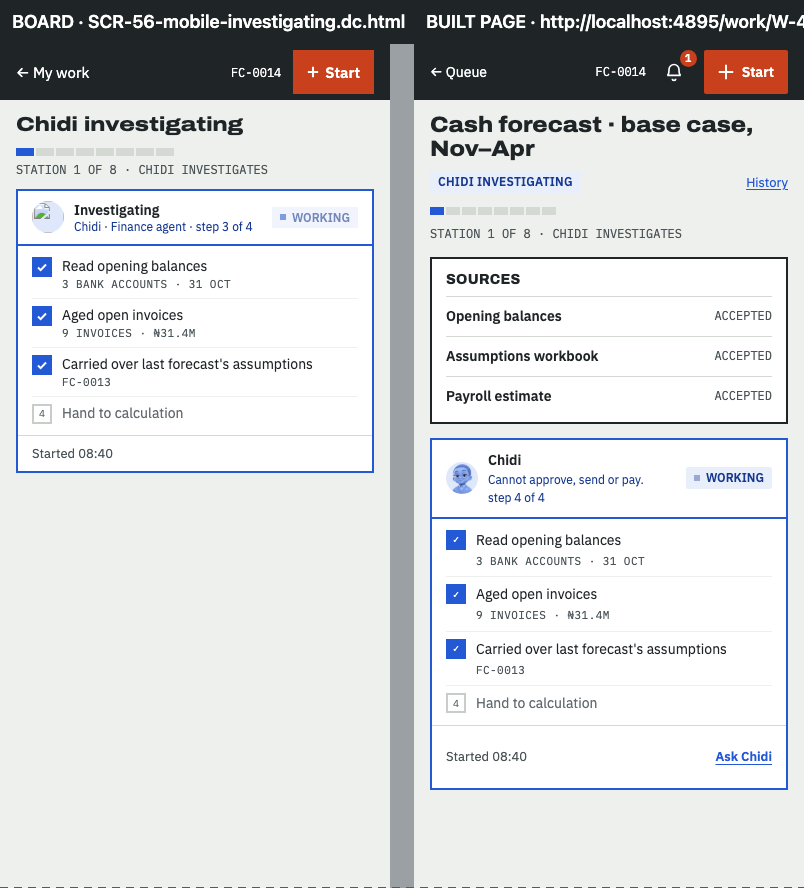 BOARD · SCR-56-mobile-investigating.dc.html
← My work
FC-0014
+ Start
Chidi investigating
STATION 1 OF 8 · CHIDI INVESTIGATES
Investigating
Chidi · Finance agent · step 3 of 4
WORKING
Read opening balances
3 BANK ACCOUNTS · 31 OCT
Aged open invoices
9 INVOICES · ₦31.4M
Carried over last forecast's assumptions
FC-0013
4
Hand to calculation
Started 08:40
BUILT PAGE · http://localhost:4895/work/W-4
← Queue
FC-0014
1
+ Start
Cash forecast · base case,
Nov–Apr
CHIDI INVESTIGATING
History
STATION 1 OF 8 · CHIDI INVESTIGATES
SOURCES
Opening balances
ACCEPTED
Assumptions workbook
ACCEPTED
Payroll estimate
ACCEPTED
Chidi
Cannot approve, send or pay.
step 4 of 4
WORKING
Read opening balances
3 BANK ACCOUNTS · 31 OCT
Aged open invoices
9 INVOICES · ₦31.4M
Carried over last forecast's assumptions
FC-0013
4
Hand to calculation
Started 08:40
Ask Chidi